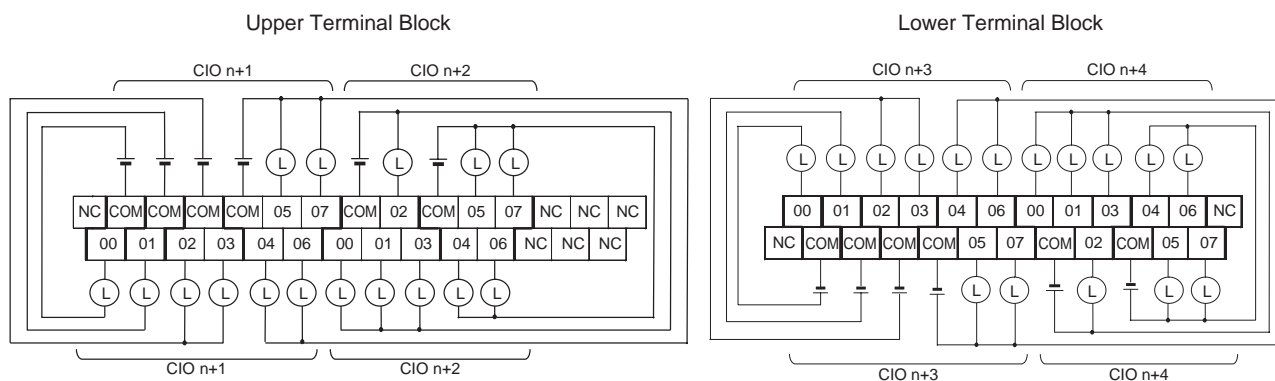 Upper Terminal Block
Lower Terminal Block
CIO n+1 CIO n+2
L L L L L
NC COM COM COM COM 05 07 COM 02 COM 05 07 NC NC NC
00 01 02 03 04 06 00 01 03 04 06 NC NC NC
L L L L L L L L L L L
CIO n+1 CIO n+2
CIO n+3 CIO n+4
L L L L L L L L L L L
00 01 02 03 04 06 00 01 03 04 06 NC
NC COM COM COM COM 05 07 COM 02 COM 05 07
L L L L L
CIO n+3 CIO n+4